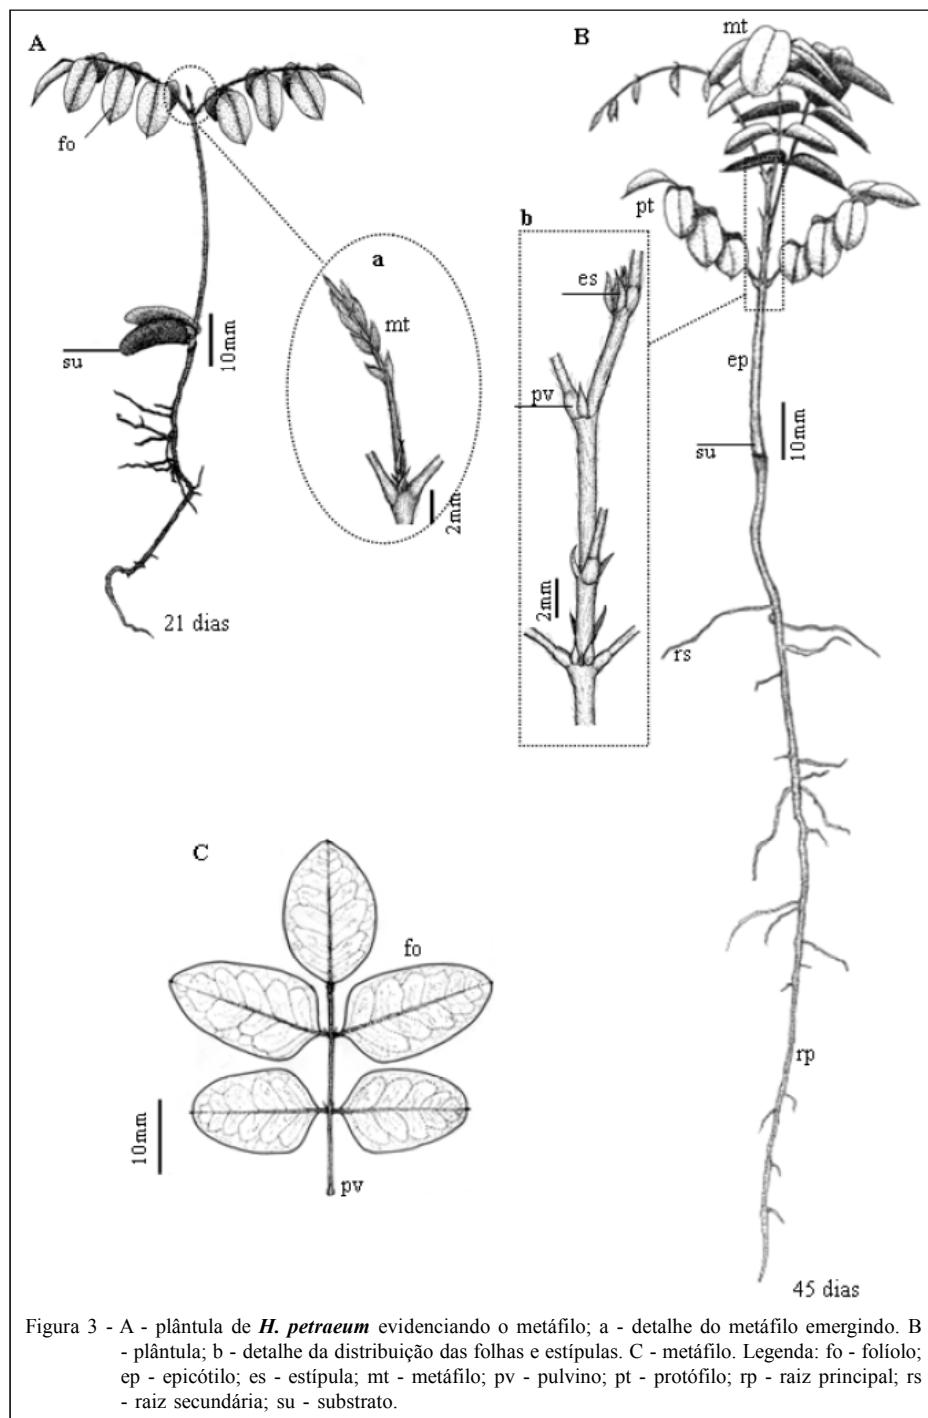 A
B
mt
fo
a
mt
su
10mm
2mm
21 dias
b
es
pv
2mm
pt
ep
su
10mm
rs
rp
45 dias
C
fo
10mm
pv
Figura 3 - A - plântula de H. petraeum evidenciando o metáfilo; a - detalhe do metáfilo emergindo. B
- plântula; b - detalhe da distribuição das folhas e estípulas. C - metáfilo. Legenda: fo - folíolo;
ep - epicótilo; es - estípula; mt - metáfilo; pv - pulvino; pt - protófilo; rp - raiz principal; rs
- raiz secundária; su - substrato.